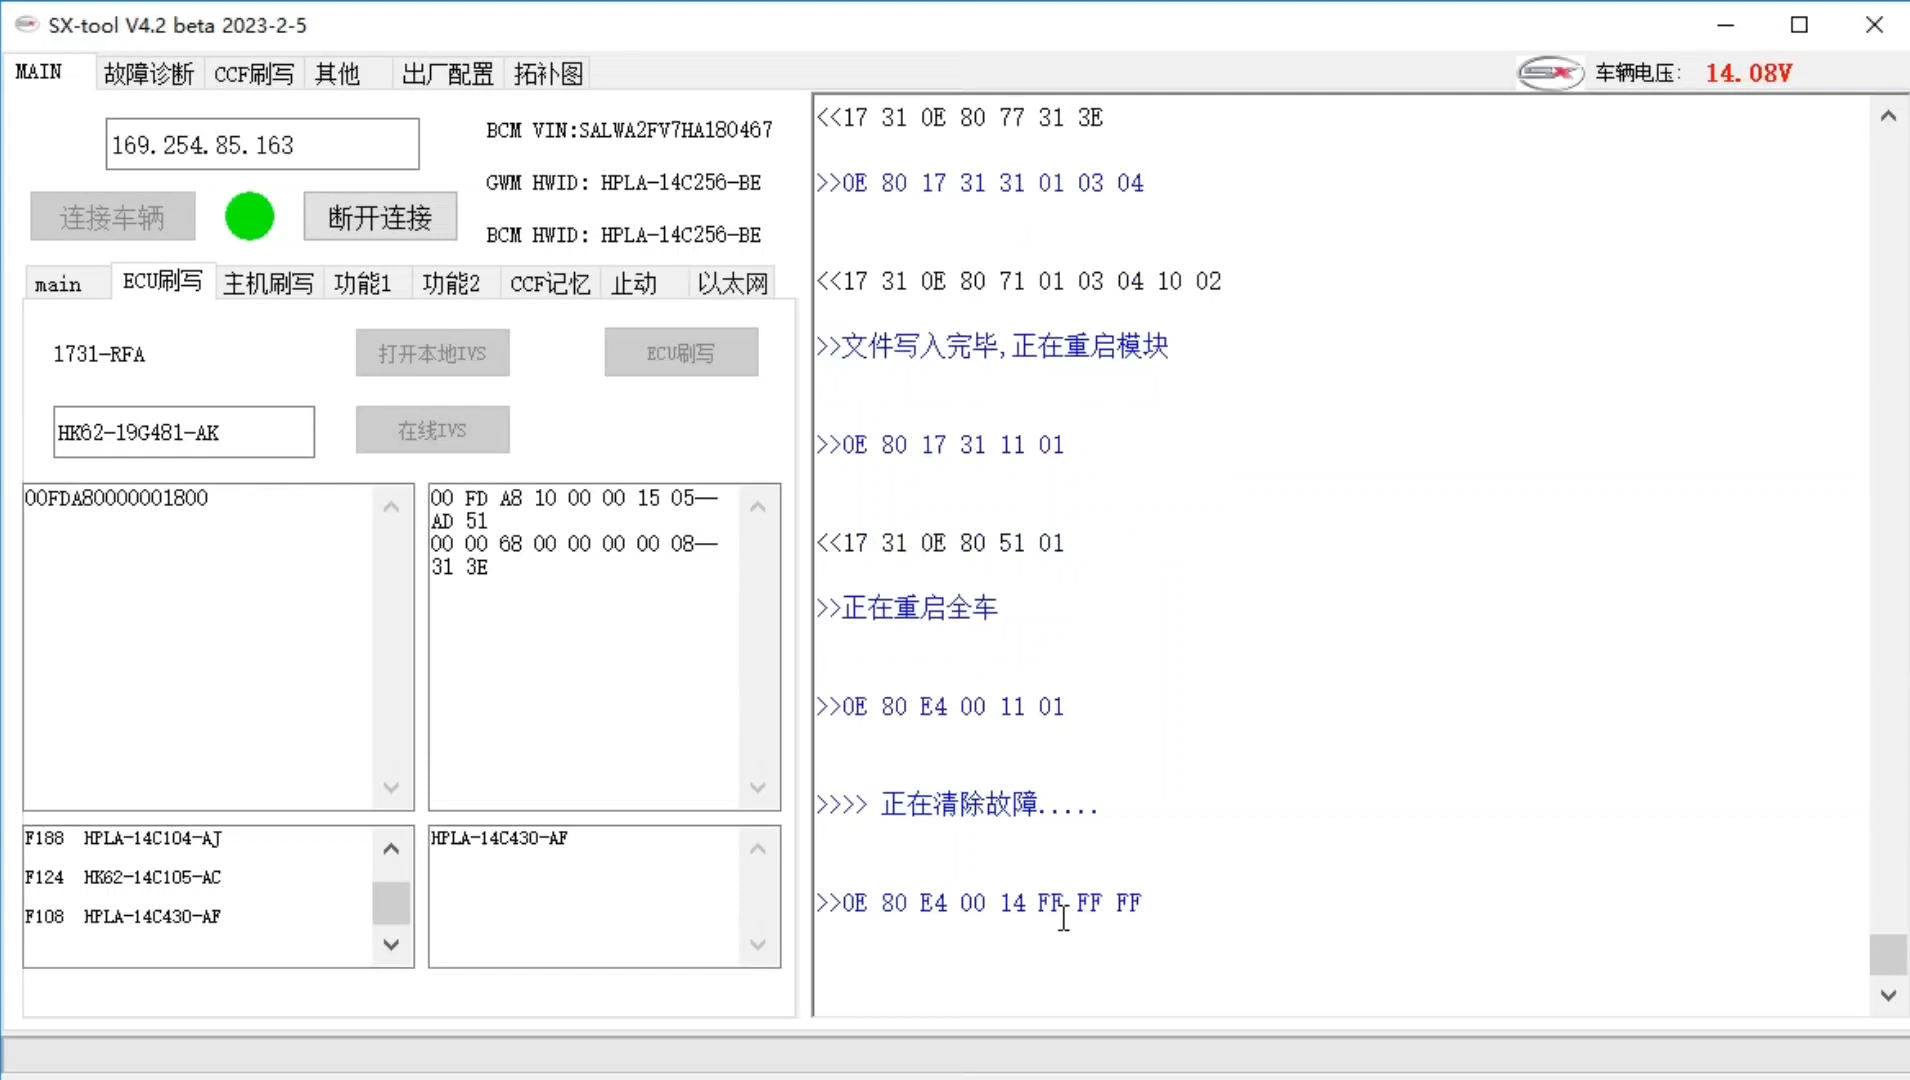 SX-tool V4.2 beta 2023-2-5
MAIN 故障诊断 CCF刷写 其他 出厂配置 拓扑图
SX 车辆电压: 14.08V
169.254.85.163
BCM VIN:SALWA2FV7HA180467
GWM HWID: HPLA-14C256-BE
连接车辆 断开连接
BCM HWID: HPLA-14C256-BE
main ECU刷写 主机刷写 功能1 功能2 CCF记忆 止动 以太网
1731-RFA 打开本地IVS ECU刷写
HK62-19G481-AK 在线IVS
00FDA80000001800
00 FD A8 10 00 00 15 05—
AD 51
00 00 68 00 00 00 00 08—
31 3E
F188 HPLA-14C104-AJ
F124 HK62-14C105-AC
F108 HPLA-14C430-AF
HPLA-14C430-AF
<<17 31 0E 80 77 31 3E
>>0E 80 17 31 31 01 03 04
<<17 31 0E 80 71 01 03 04 10 02
>>文件写入完毕,正在重启模块
>>0E 80 17 31 11 01
<<17 31 0E 80 51 01
>>正在重启全车
>>0E 80 E4 00 11 01
>>>> 正在清除故障.....
>>0E 80 E4 00 14 FF FF FF